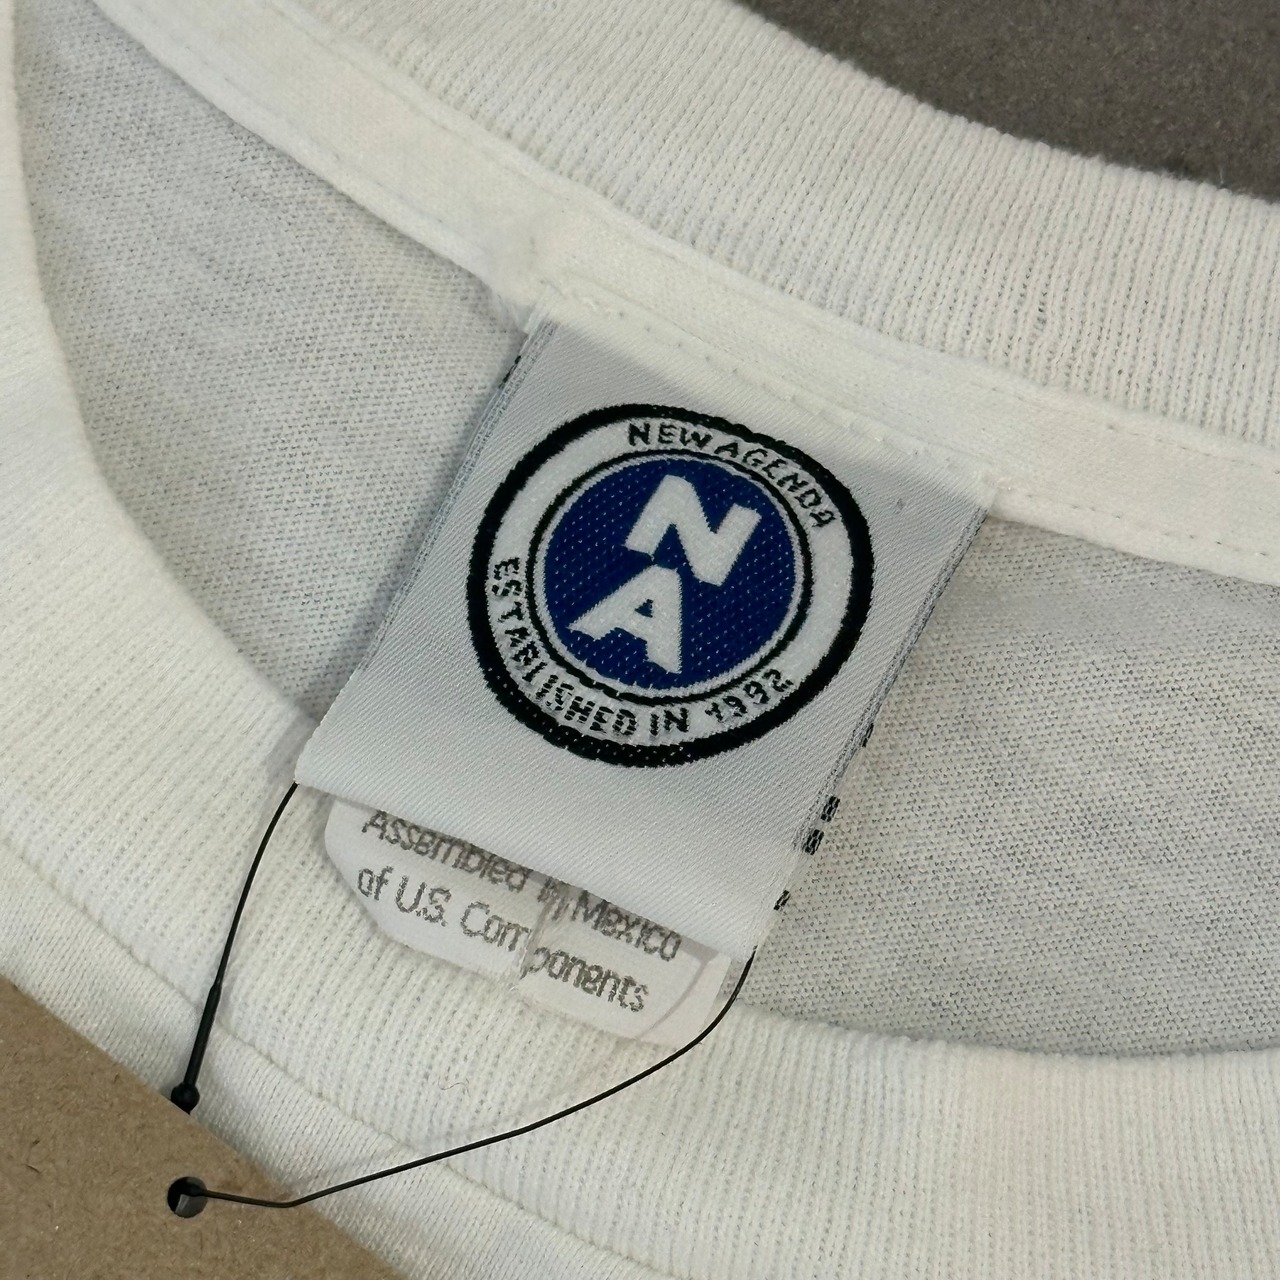 NEW AGENDA
N
A
ESTABLISHED IN 1992
Assembled in Mexico
of U.S. Components